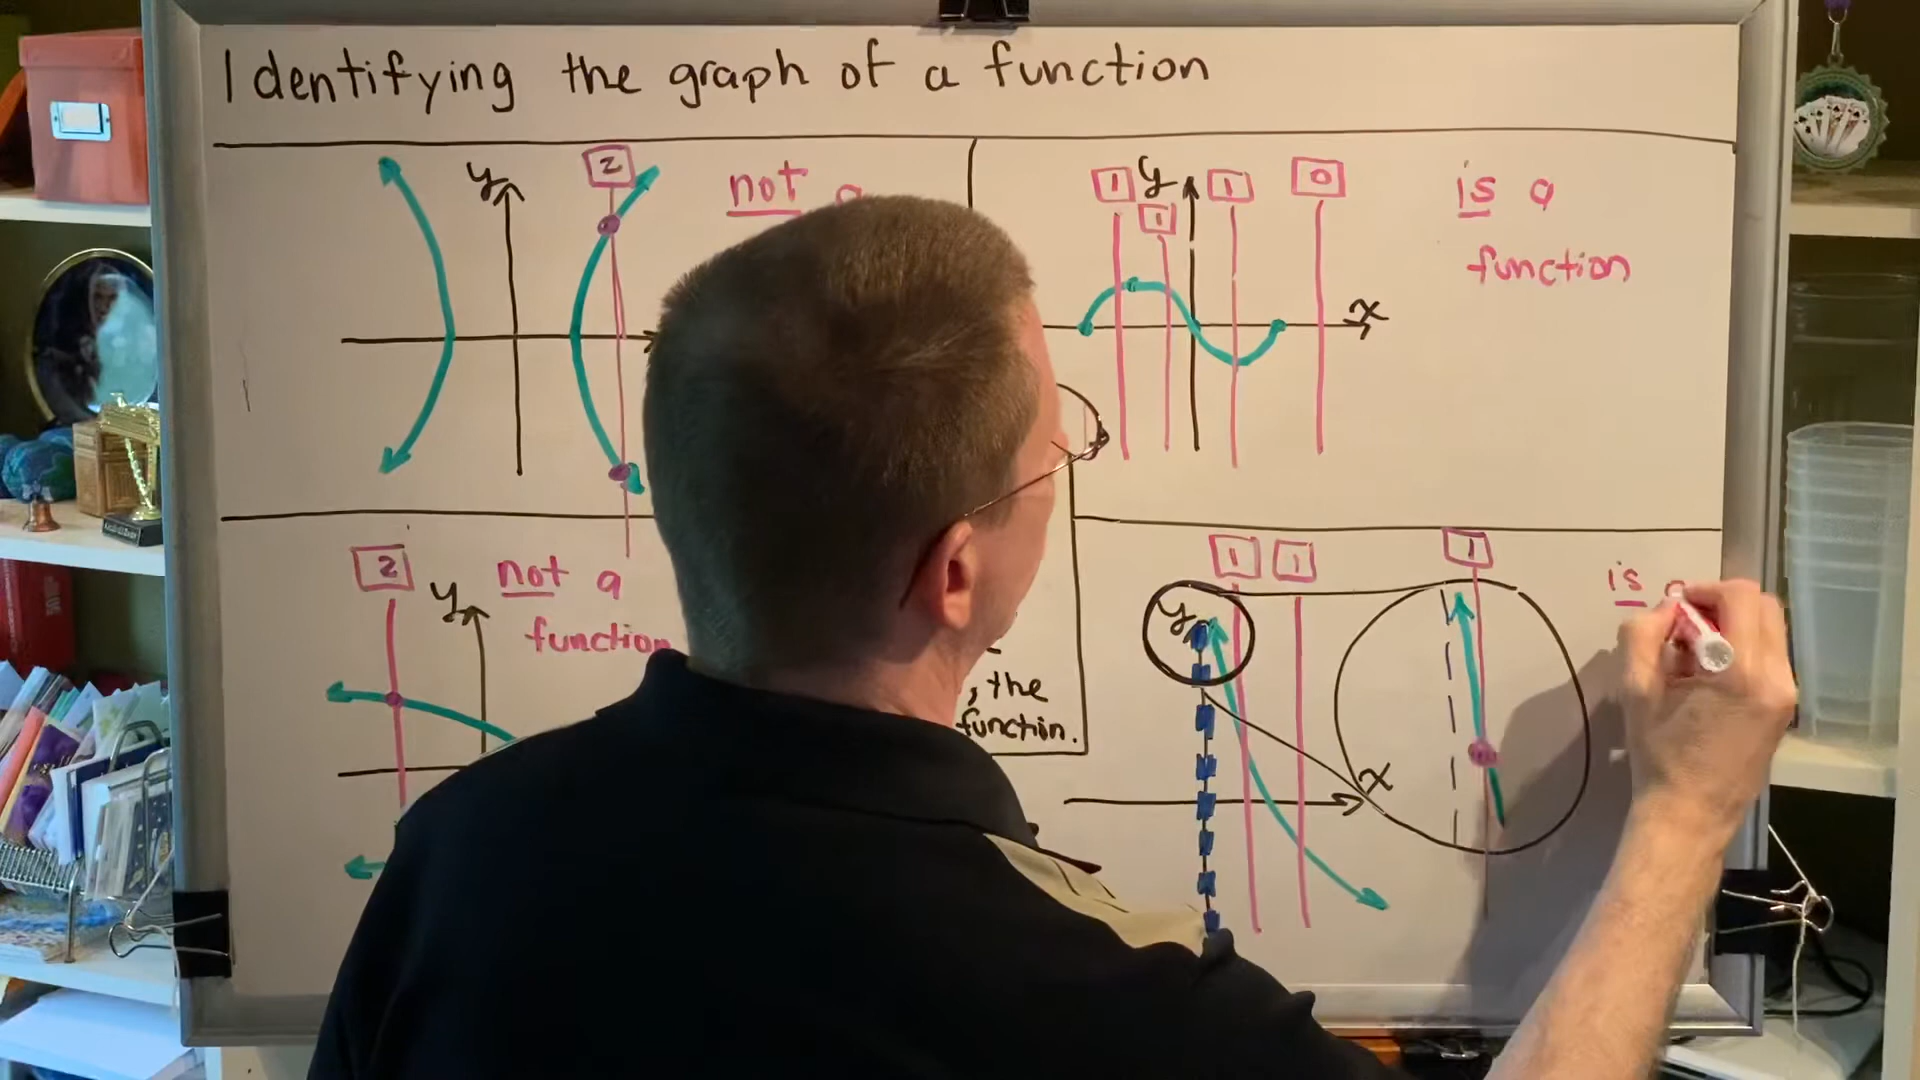 Identifying the graph of a function
y
2
not a
1
y
1
1
0
x
is a
function
2
y
not a
function
, the
function.
1
1
1
y
x
is a